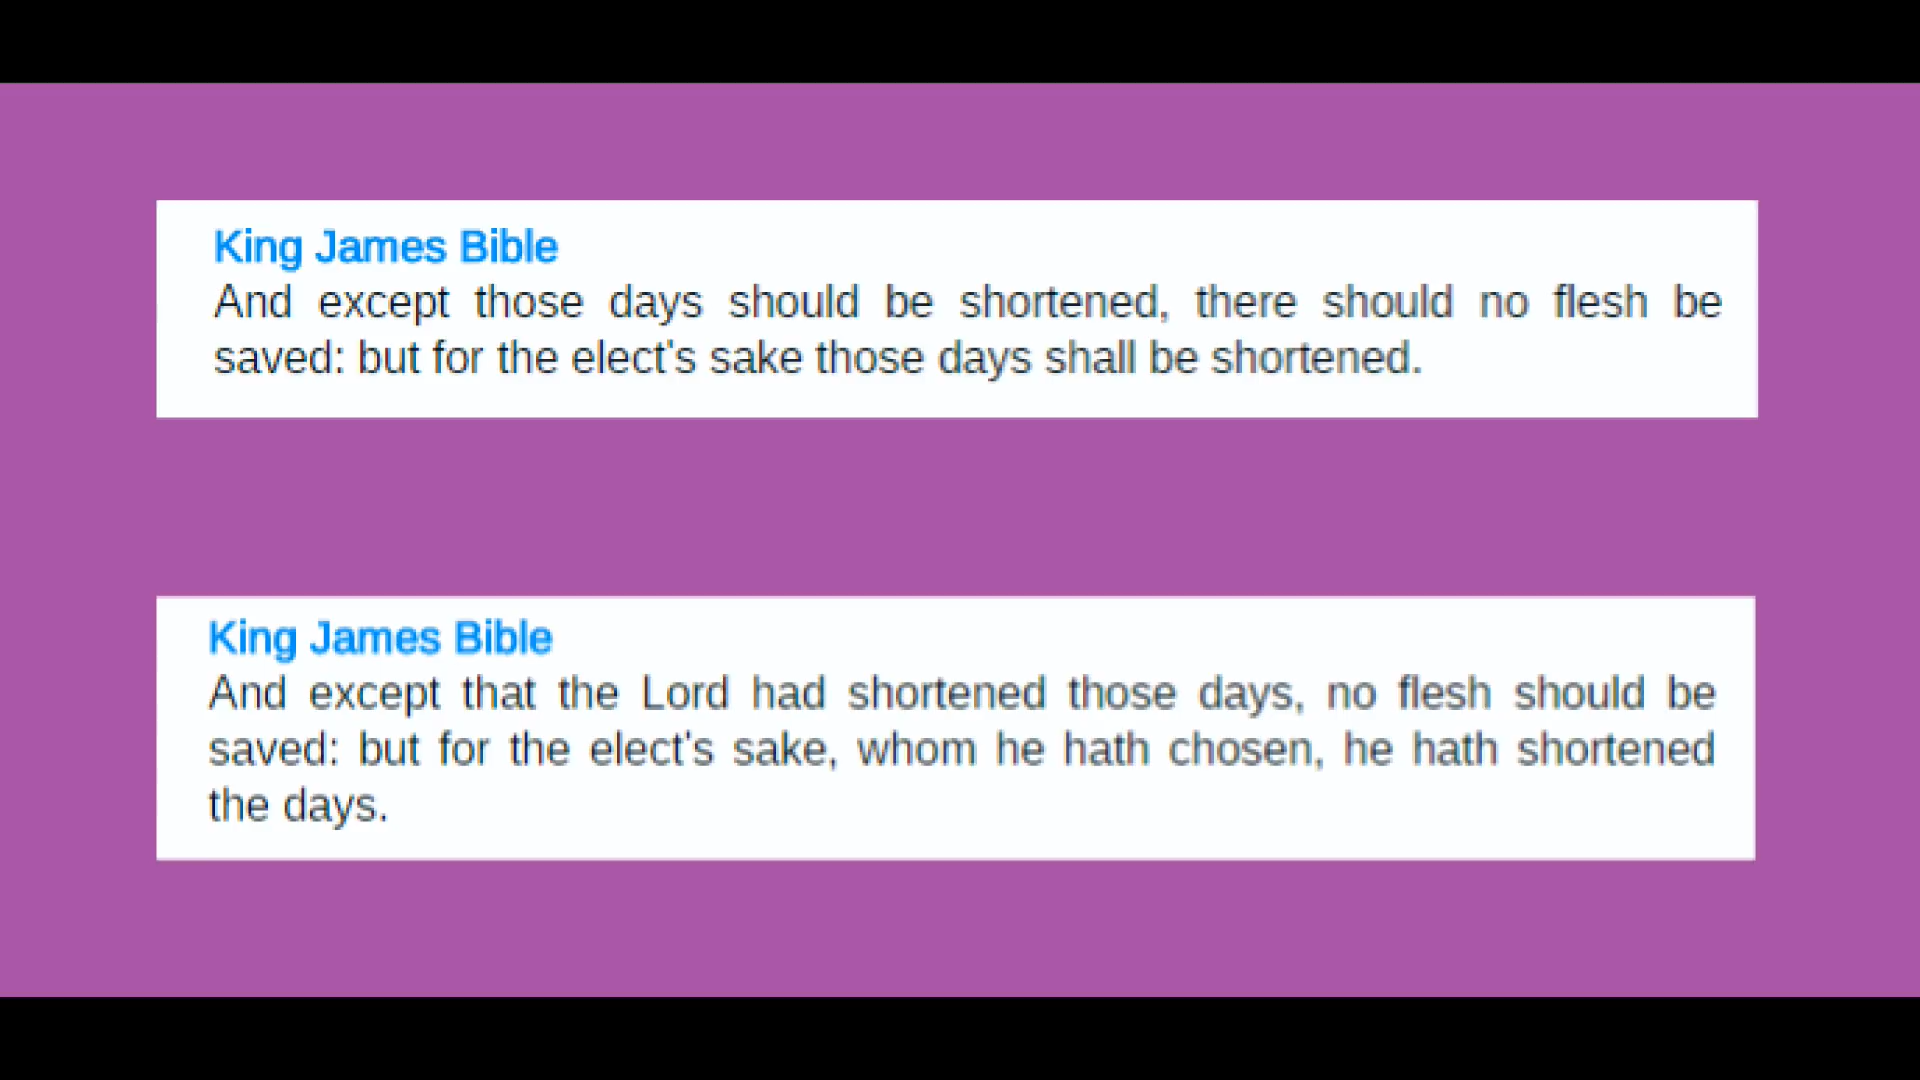 King James Bible
And except those days should be shortened, there should no flesh be
saved: but for the elect's sake those days shall be shortened.
King James Bible
And except that the Lord had shortened those days, no flesh should be
saved: but for the elect's sake, whom he hath chosen, he hath shortened
the days.